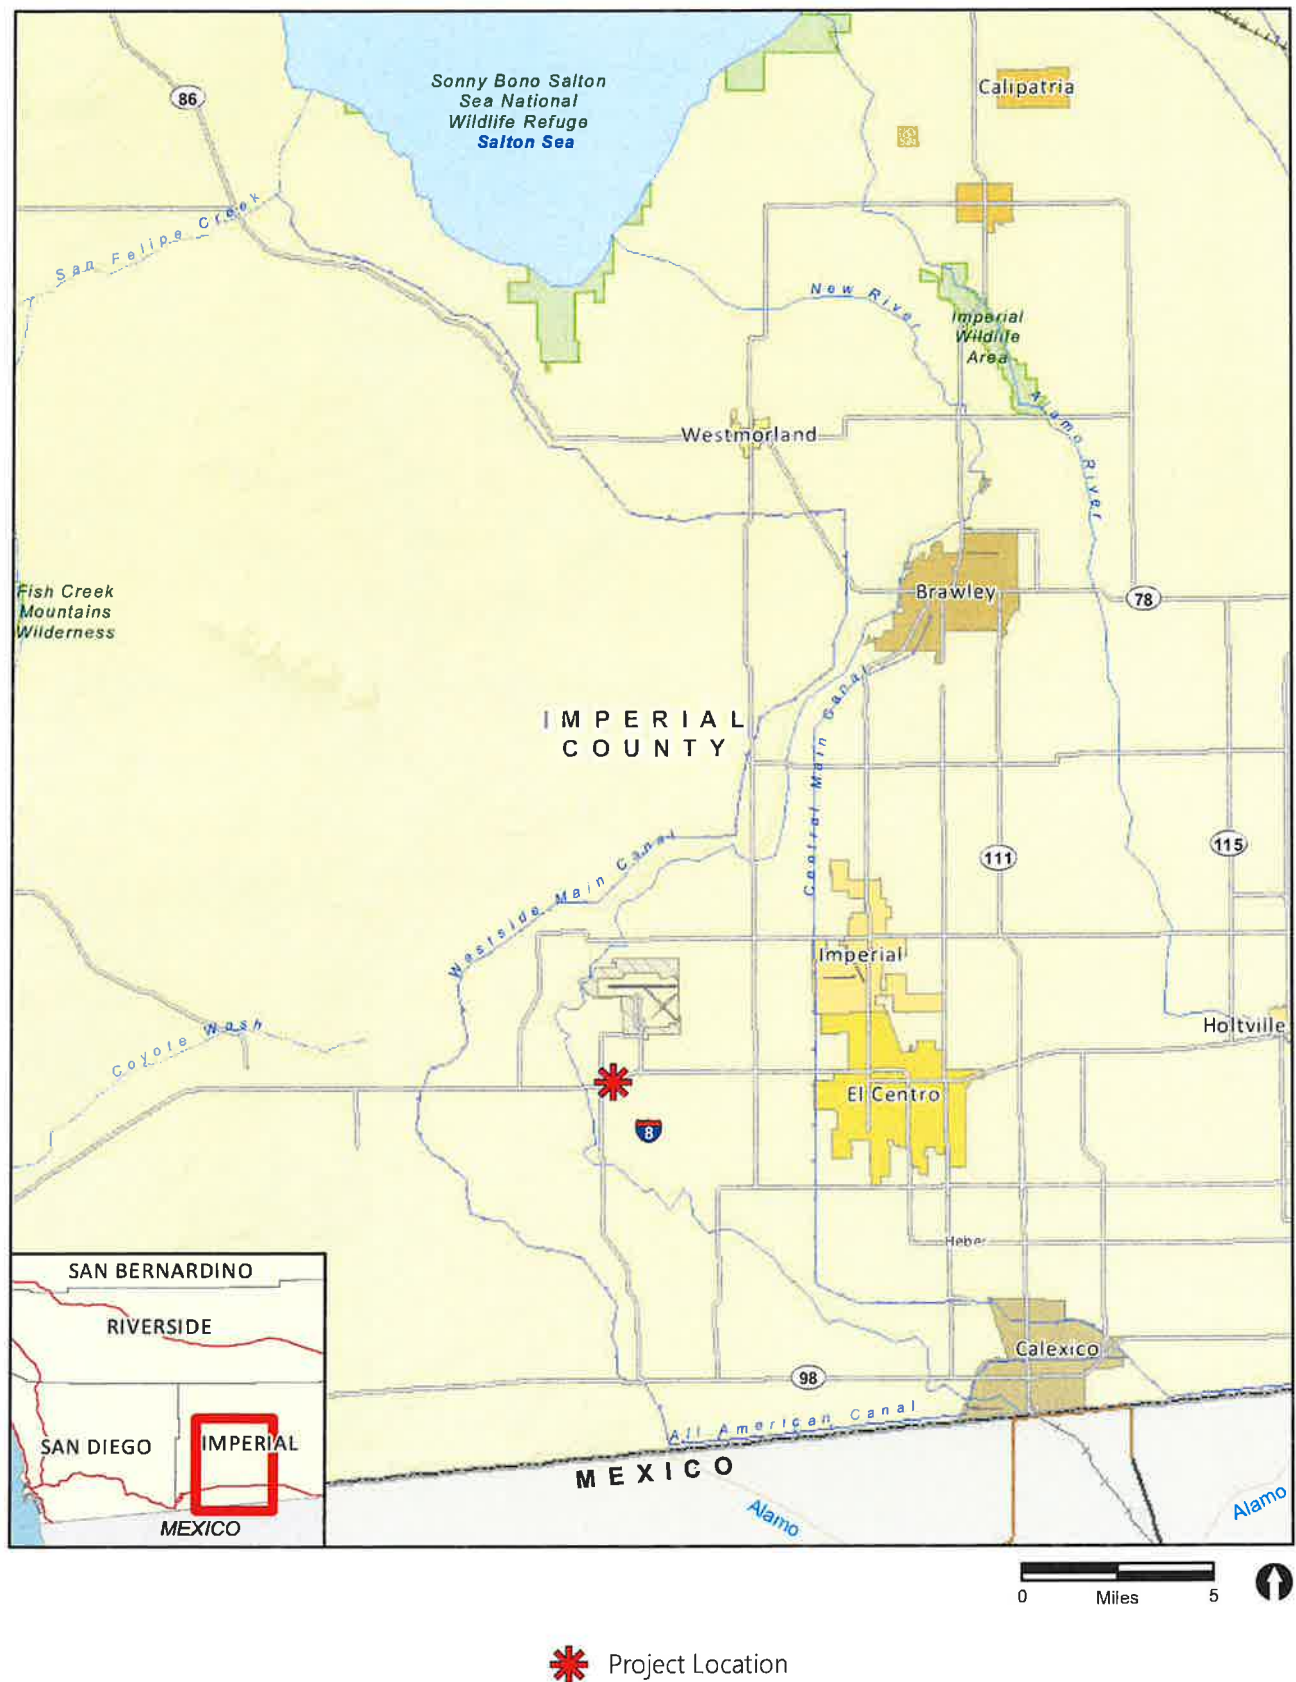 Sonny Bono Salton
Sea National
Wildlife Refuge
Salton Sea
Calipatria
86
San Felipe Creek
New River
Imperial
Wildlife
Area
Alamo River
Westmorland
Fish Creek
Mountains
Wilderness
Brawley
78
IMPERIAL
COUNTY
Central Main Canal
Westside Main Canal
111
115
Imperial
Coyote Wash
Holtville
El Centro
8
Heber
Calexico
98
All American Canal
MEXICO
Alamo
Alamo
SAN BERNARDINO
RIVERSIDE
SAN DIEGO
IMPERIAL
MEXICO
0 Miles 5
Project Location